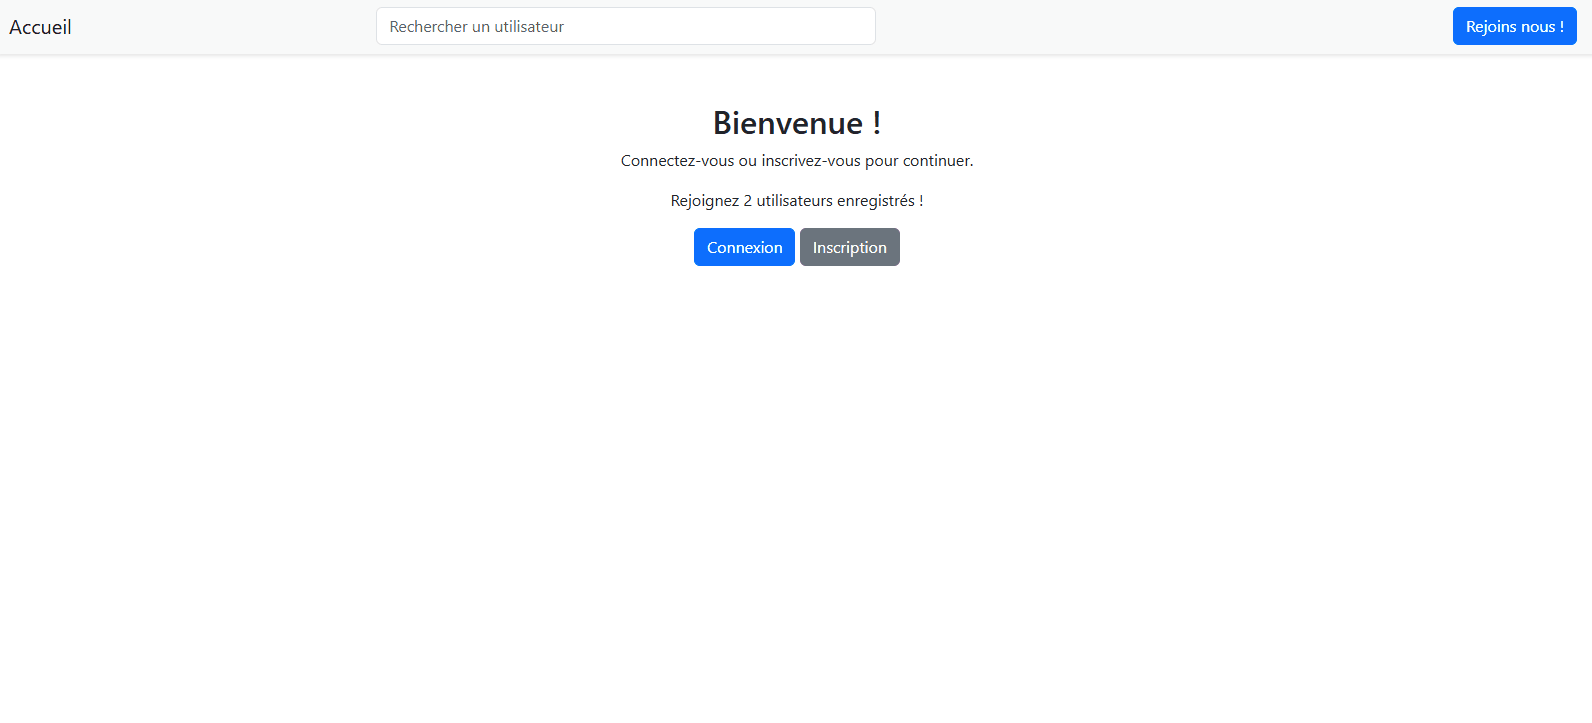 Accueil
Rechercher un utilisateur
Rejoins nous !
Bienvenue !
Connectez-vous ou inscrivez-vous pour continuer.
Rejoignez 2 utilisateurs enregistrés !
Connexion
Inscription